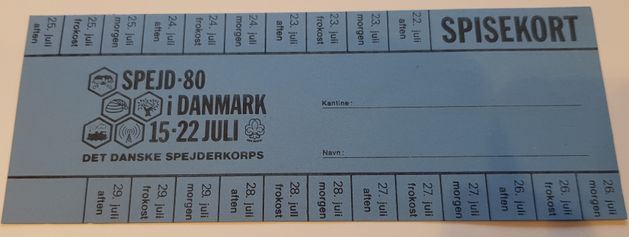 SPISEKORT
22. juli
aften
23. juli
morgen
23. juli
frokost
23. juli
aften
24. juli
morgen
24. juli
frokost
24. juli
aften
25. juli
morgen
25. juli
frokost
25. juli
aften
SPEJD-80
i DANMARK
15-22 JULI
DET DANSKE SPEJDERKORPS
Kantine:
Navn:
26. juli
morgen
26. juli
frokost
26. juli
aften
27. juli
morgen
27. juli
frokost
27. juli
aften
28. juli
morgen
28. juli
frokost
28. juli
aften
29. juli
morgen
29. juli
frokost
29. juli
aften